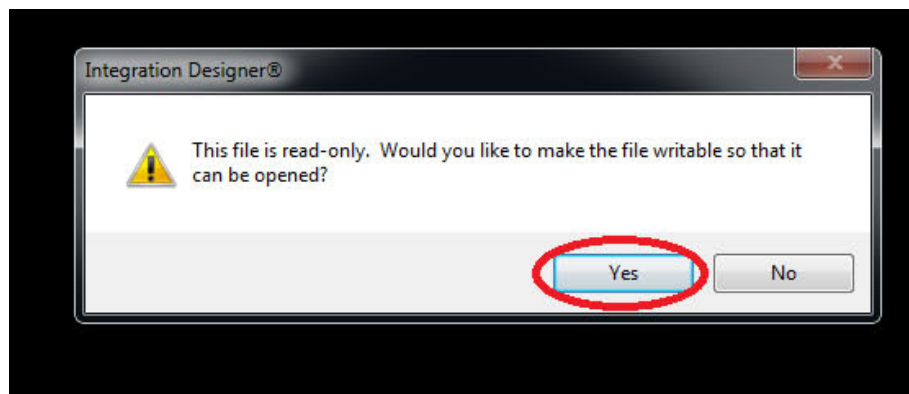 Integration Designer®
This file is read-only.  Would you like to make the file writable so that it
can be opened?
Yes
No